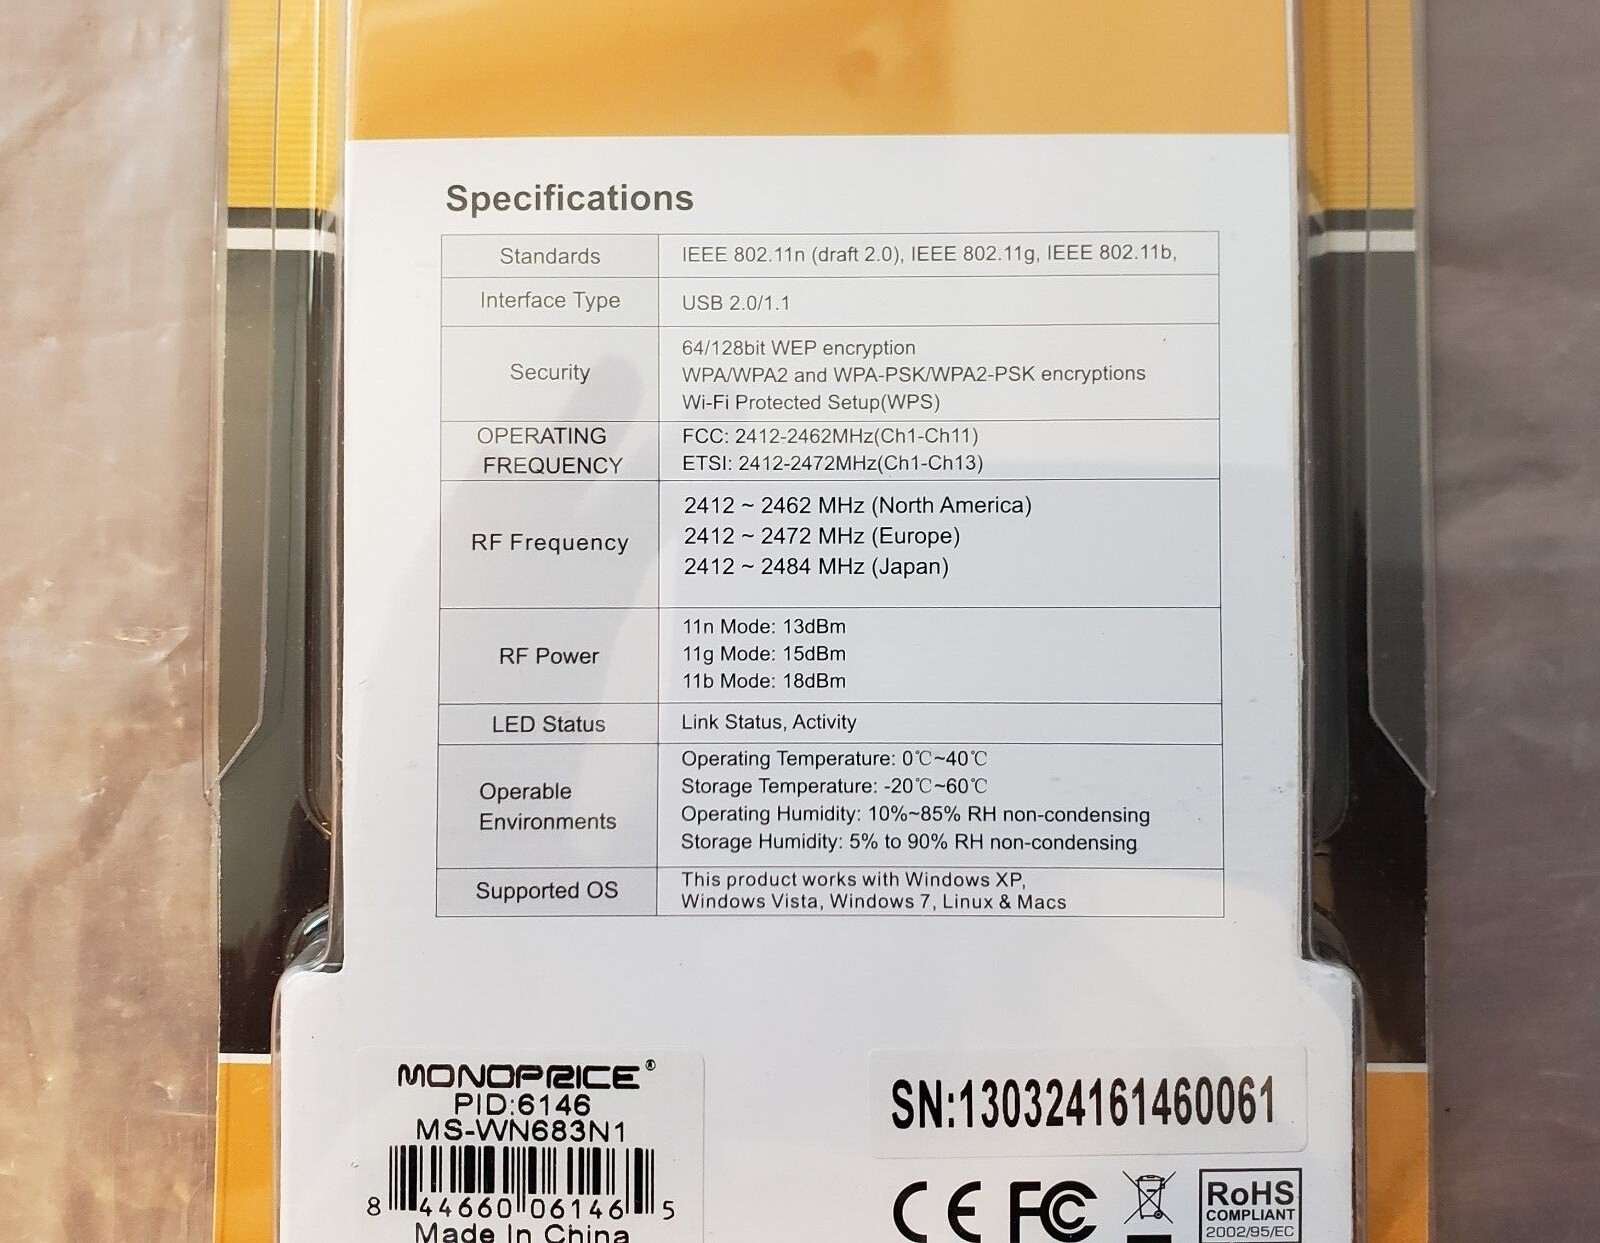 Specifications
Standards
IEEE 802.11n (draft 2.0), IEEE 802.11g, IEEE 802.11b,
Interface Type
USB 2.0/1.1
Security
64/128bit WEP encryption
WPA/WPA2 and WPA-PSK/WPA2-PSK encryptions
Wi-Fi Protected Setup(WPS)
OPERATING
FREQUENCY
FCC: 2412-2462MHz(Ch1-Ch11)
ETSI: 2412-2472MHz(Ch1-Ch13)
RF Frequency
2412 ~ 2462 MHz (North America)
2412 ~ 2472 MHz (Europe)
2412 ~ 2484 MHz (Japan)
RF Power
11n Mode: 13dBm
11g Mode: 15dBm
11b Mode: 18dBm
LED Status
Link Status, Activity
Operable
Environments
Operating Temperature: 0℃~40℃
Storage Temperature: -20℃~60℃
Operating Humidity: 10%~85% RH non-condensing
Storage Humidity: 5% to 90% RH non-condensing
Supported OS
This product works with Windows XP,
Windows Vista, Windows 7, Linux & Macs
MONOPRICE®
PID:6146
MS-WN683N1
8 44660 06146 5
Made In China
SN:130324161460061
CE FC
RoHS
COMPLIANT
2002/95/EC